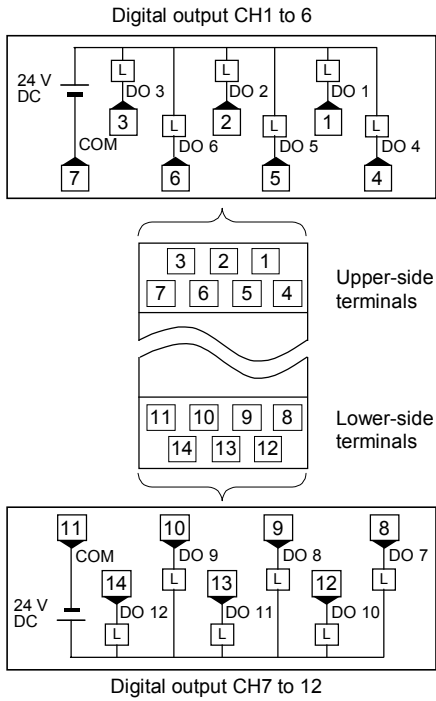 Digital output CH1 to 6
L L L
24 V DO 3 DO 2 DO 1
DC
3 2 1
L L L
COM DO 6 DO 5 DO 4
7 6 5 4
3 2 1
7 6 5 4
Upper-side
terminals
11 10 9 8
14 13 12
Lower-side
terminals
11 10 9 8
COM DO 9 DO 8 DO 7
14 L 13 L 12 L
24 V DO 12 DO 11 DO 10
DC
L L L
Digital output CH7 to 12